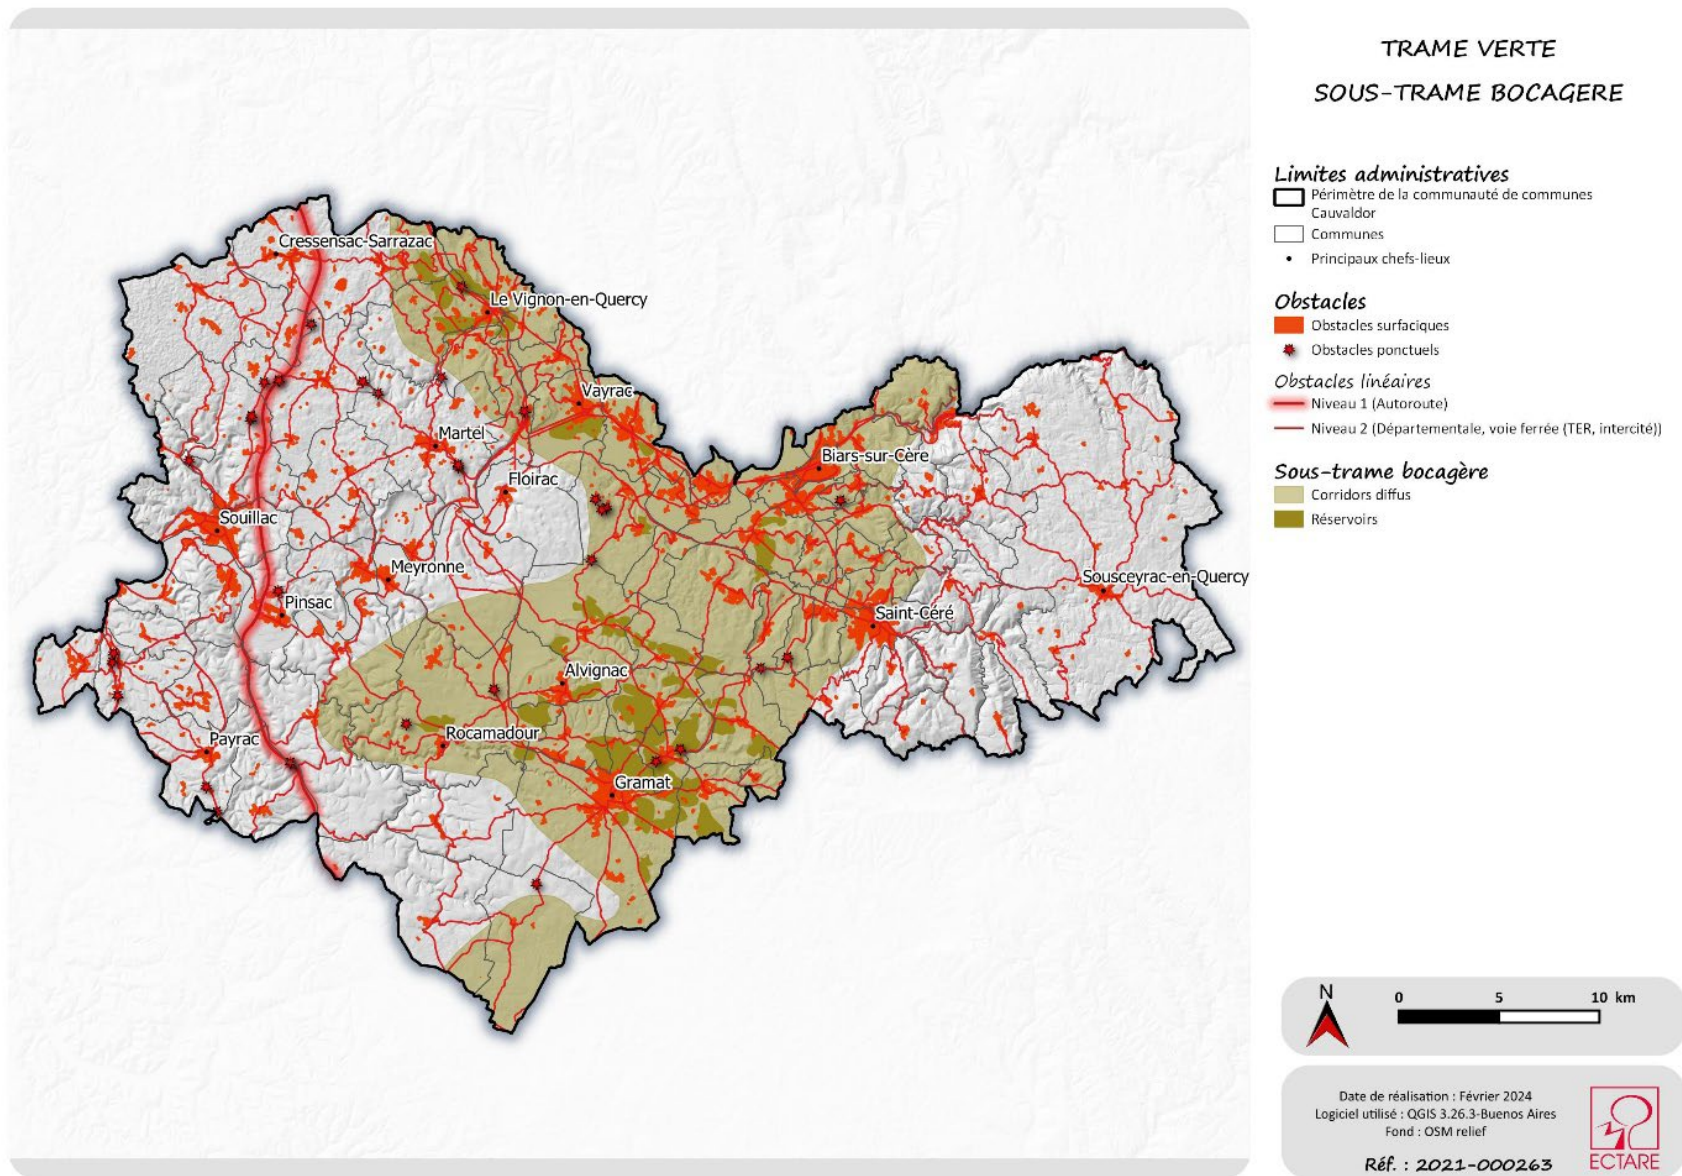 TRAME VERTE
SOUS-TRAME BOCAGERE
Limites administratives
Périmètre de la communauté de communes
Cauvaldor
Communes
Principaux chefs-lieux
Obstacles
Obstacles surfaciques
Obstacles ponctuels
Obstacles linéaires
Niveau 1 (Autoroute)
Niveau 2 (Départementale, voie ferrée (TER, intercité))
Sous-trame bocagère
Corridors diffus
Réservoirs
Cressensac-Sarrazac
Le Vignon-en-Quercy
Vayrac
Martel
Biars-sur-Cère
Floirac
Souillac
Meyronne
Sousceyrac-en-Quercy
Pinsac
Saint-Céré
Alvignac
Payrac
Rocamadour
Gramat
N
0 5 10 km
Date de réalisation : Février 2024
Logiciel utilisé : QGIS 3.26.3-Buenos Aires
Fond : OSM relief
Réf. : 2021-000263
ECTARE